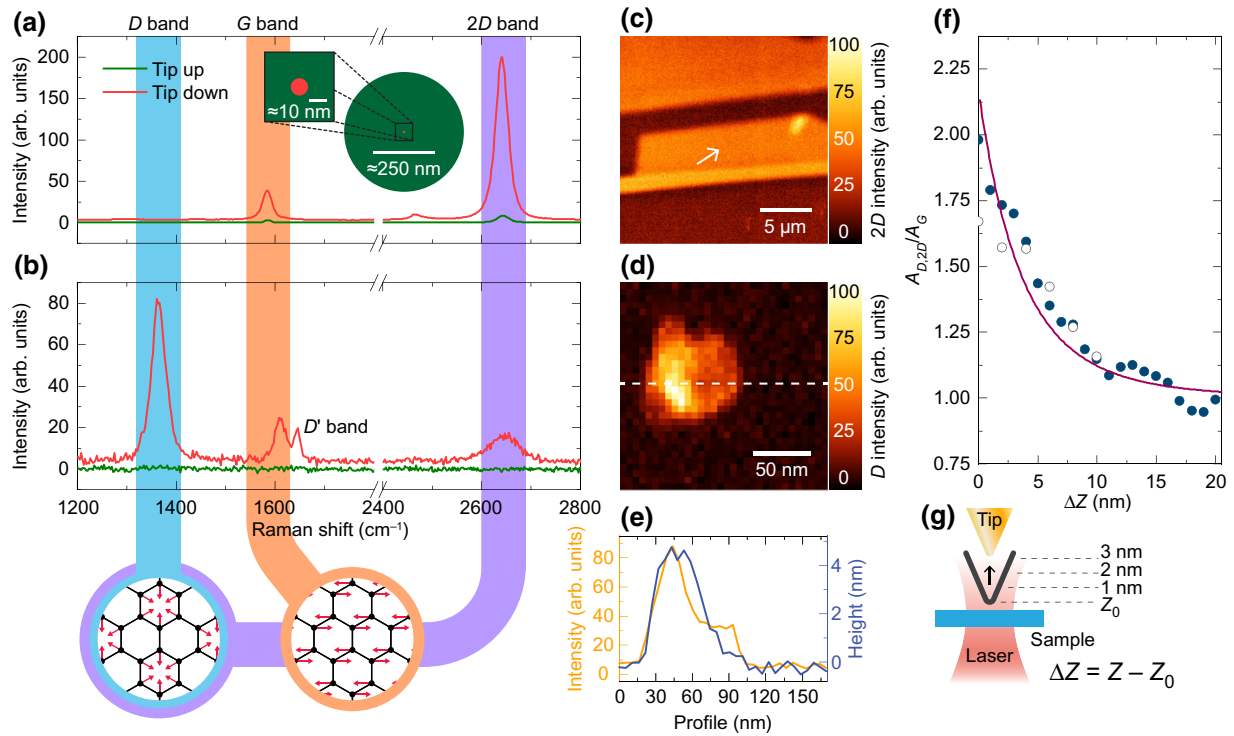 (a)
D band
G band
2D band
Intensity (arb. units)
200
150
100
50
0
Tip up
Tip down
≈10 nm
≈250 nm
(b)
Intensity (arb. units)
80
60
40
20
0
D' band
1200
1400
1600
2400
2600
2800
Raman shift (cm⁻¹)
(c)
5 μm
100
75
50
25
0
2D intensity (arb. units)
(d)
50 nm
100
75
50
25
0
D intensity (arb. units)
(e)
Intensity (arb. units)
80
60
40
20
0
4
2
0
Height (nm)
0
30
60
90
120
150
Profile (nm)
(f)
A_D,2D/A_G
2.25
2.00
1.75
1.50
1.25
1.00
0.75
0
5
10
15
20
ΔZ (nm)
(g)
Tip
3 nm
2 nm
1 nm
Z₀
Sample
Laser
ΔZ = Z − Z₀